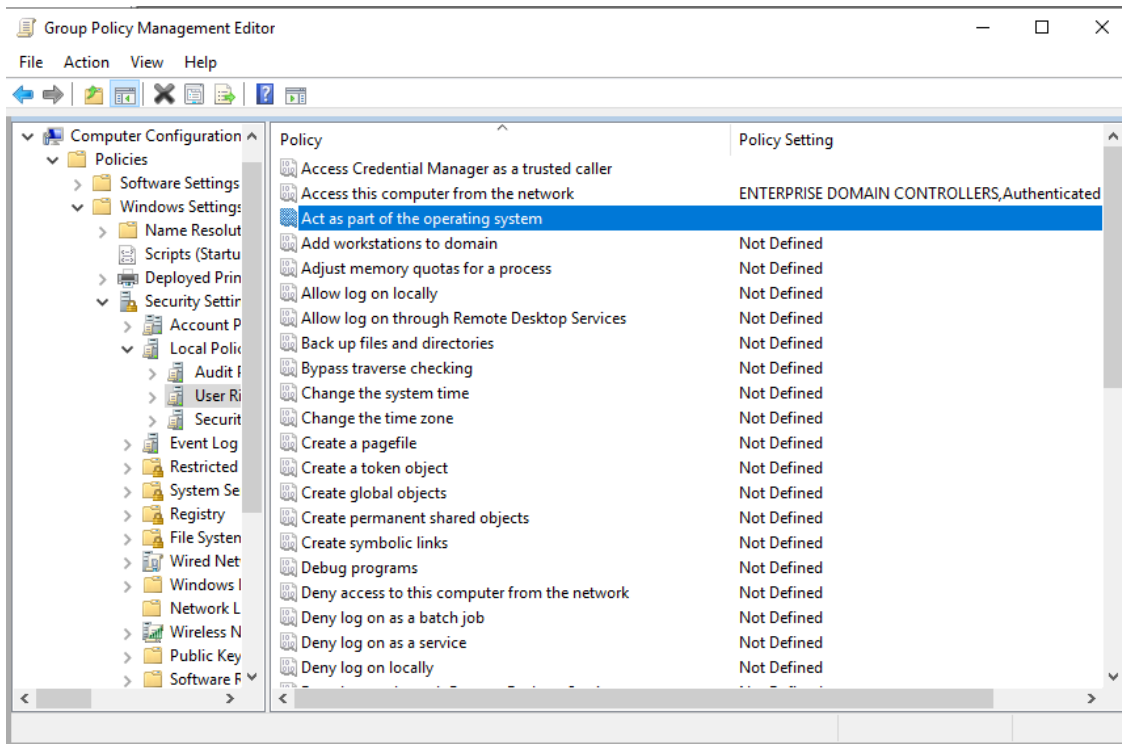 Group Policy Management Editor
File Action View Help
Computer Configuration
Policies
Software Settings
Windows Settings
Name Resolut
Scripts (Startu
Deployed Prin
Security Settin
Account P
Local Polic
Audit P
User Ri
Securit
Event Log
Restricted
System Se
Registry
File System
Wired Net
Windows
Network L
Wireless N
Public Key
Software R
Policy Policy Setting
Access Credential Manager as a trusted caller
Access this computer from the network ENTERPRISE DOMAIN CONTROLLERS,Authenticated
Act as part of the operating system
Add workstations to domain Not Defined
Adjust memory quotas for a process Not Defined
Allow log on locally Not Defined
Allow log on through Remote Desktop Services Not Defined
Back up files and directories Not Defined
Bypass traverse checking Not Defined
Change the system time Not Defined
Change the time zone Not Defined
Create a pagefile Not Defined
Create a token object Not Defined
Create global objects Not Defined
Create permanent shared objects Not Defined
Create symbolic links Not Defined
Debug programs Not Defined
Deny access to this computer from the network Not Defined
Deny log on as a batch job Not Defined
Deny log on as a service Not Defined
Deny log on locally Not Defined